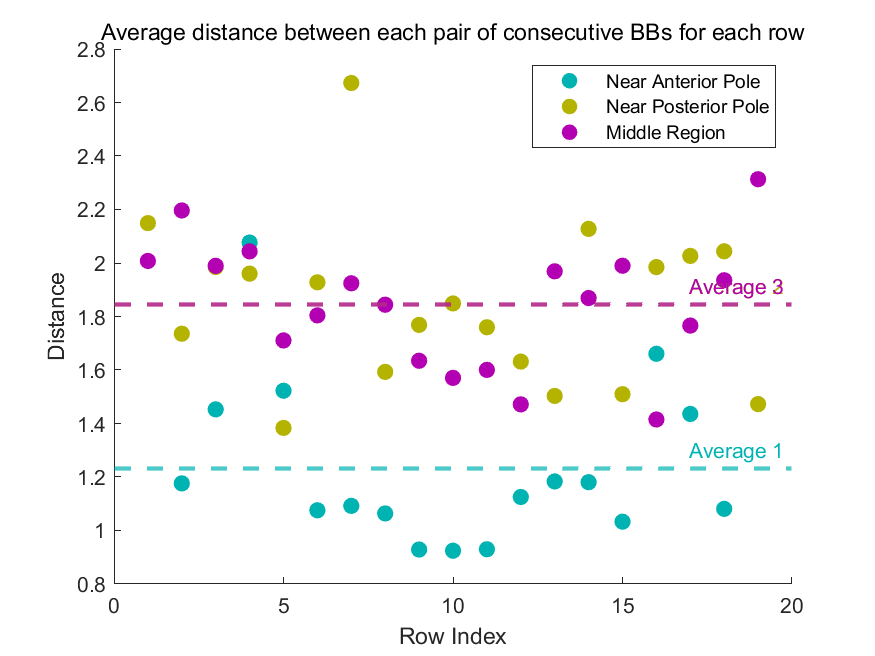 Average distance between each pair of consecutive BBs for each row
2.8
2.6
2.4
2.2
2
1.8
1.6
1.4
1.2
1
0.8
Distance
Near Anterior Pole
Near Posterior Pole
Middle Region
Average 3
Average 1
0
5
10
15
20
Row Index